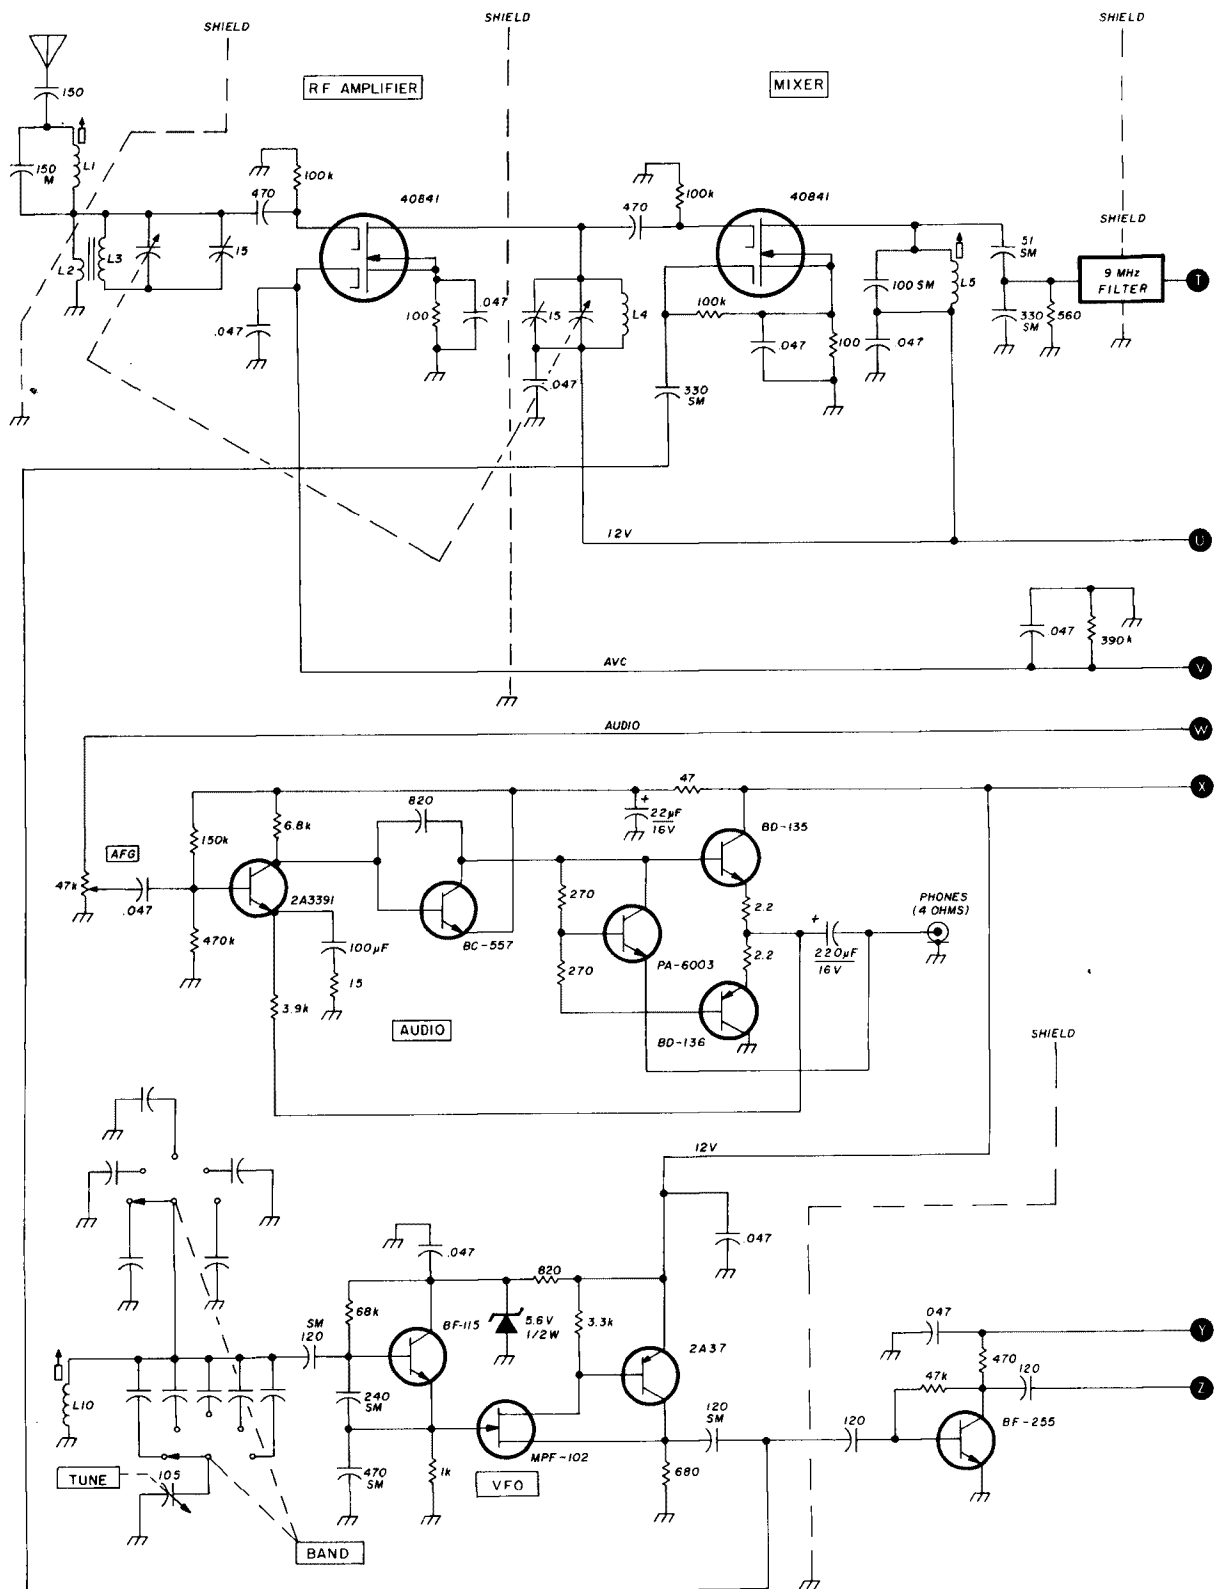 SHIELD
SHIELD
SHIELD
RF AMPLIFIER
MIXER
150
150
M
L1
L2
L3
15
470
100k
40841
.047
100
.047
15
L4
.047
470
100k
40841
100k
330
SM
.047
100
100 SM
L5
.047
51
SM
330
SM
560
SHIELD
9 MHz
FILTER
T
12V
U
.047
390k
AVC
V
AUDIO
W
X
47
22µF
16V
820
6.8k
150k
AFG
47k
.047
470k
2A3391
100µF
15
3.9k
BC-557
270
270
PA-6003
BD-135
2.2
2.2
BD-136
220µF
16V
PHONES
(4 OHMS)
AUDIO
SHIELD
12V
.047
.047
820
68k
BF-115
5.6V
1/2W
3.3k
2A37
SM
120
240
SM
470
SM
1k
MPF-102
VFO
120
SM
680
L10
TUNE
105
BAND
047
Y
470
47k
120
Z
120
BF-255